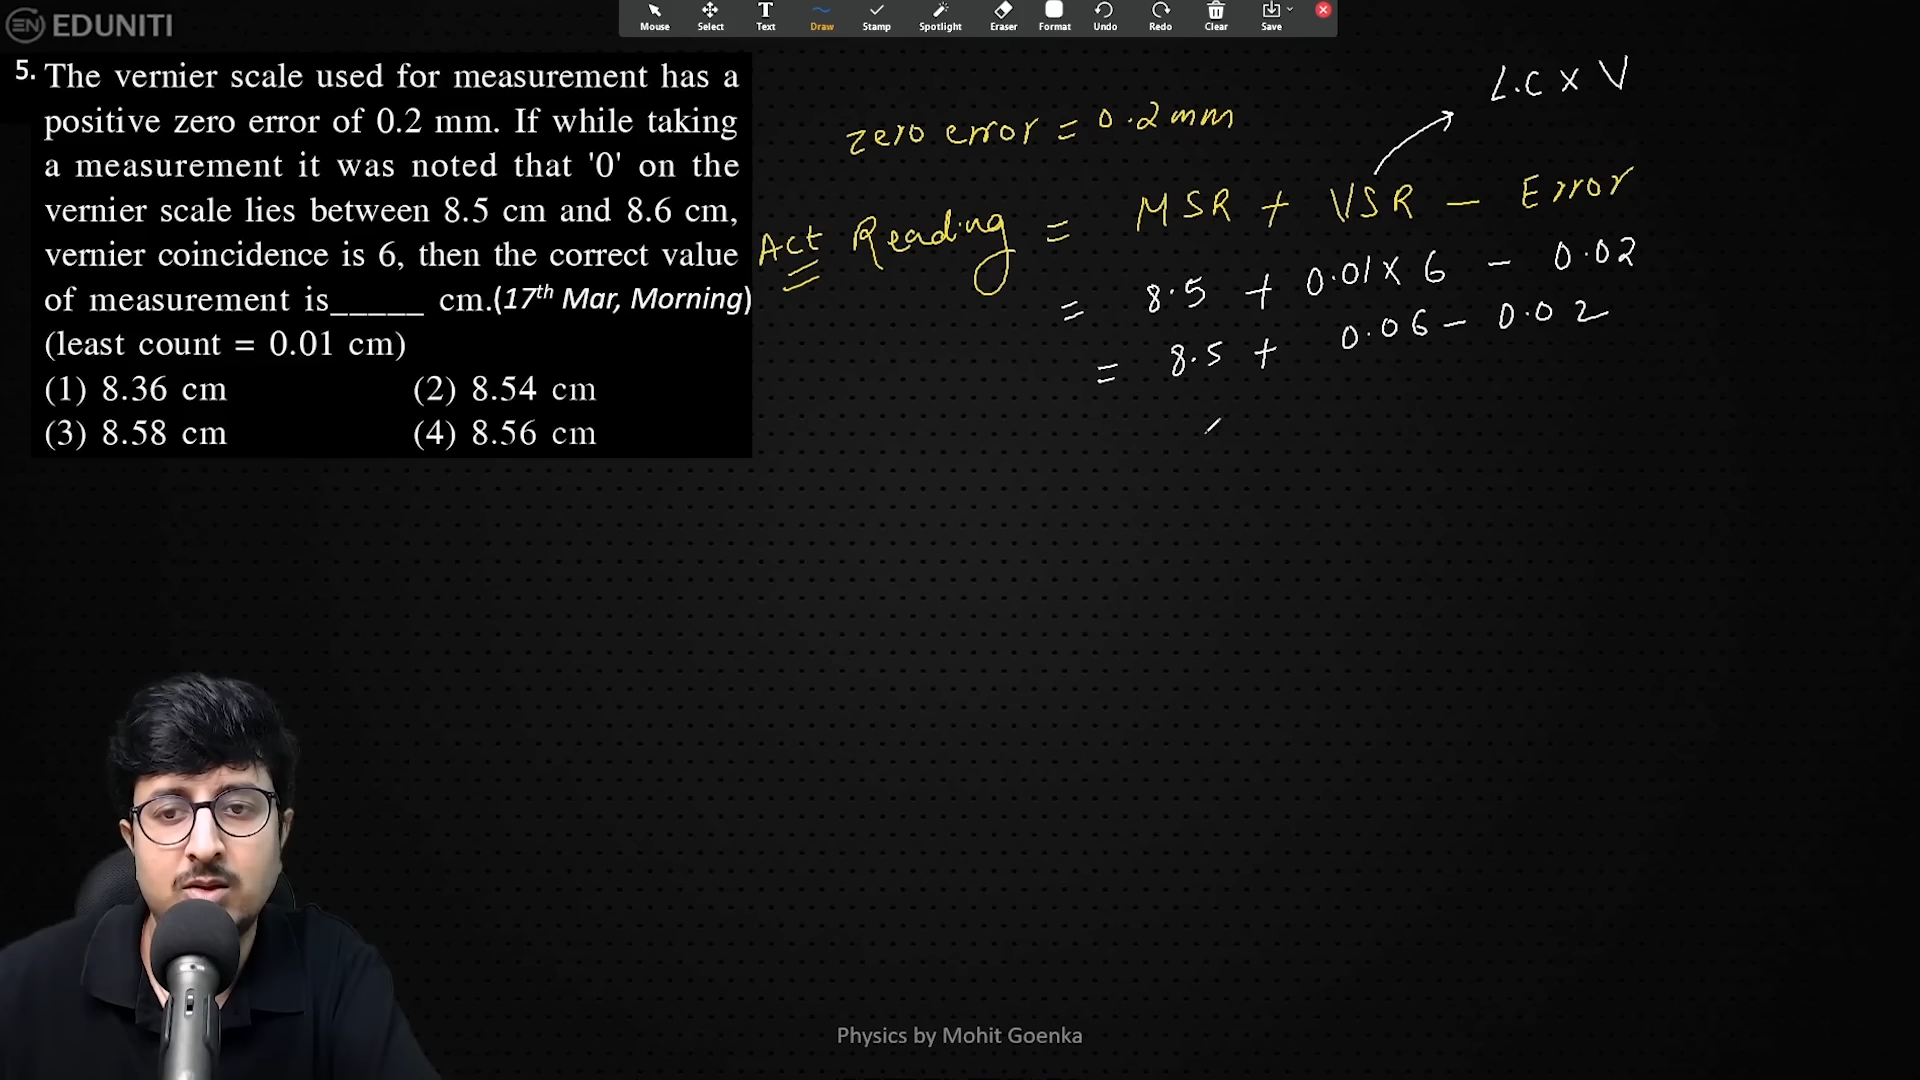 EN EDUNITI
Mouse Select Text Draw Stamp Spotlight Eraser Format Undo Redo Clear Save
5. The vernier scale used for measurement has a
positive zero error of 0.2 mm. If while taking
a measurement it was noted that '0' on the
vernier scale lies between 8.5 cm and 8.6 cm,
vernier coincidence is 6, then the correct value
of measurement is_____ cm.(17th Mar, Morning)
(least count = 0.01 cm)
(1) 8.36 cm (2) 8.54 cm
(3) 8.58 cm (4) 8.56 cm
L.C x V
zero error = 0.2 mm
Act Reading = MSR + VSR - Error
= 8.5 + 0.01 x 6 - 0.02
= 8.5 + 0.06 - 0.02
Physics by Mohit Goenka